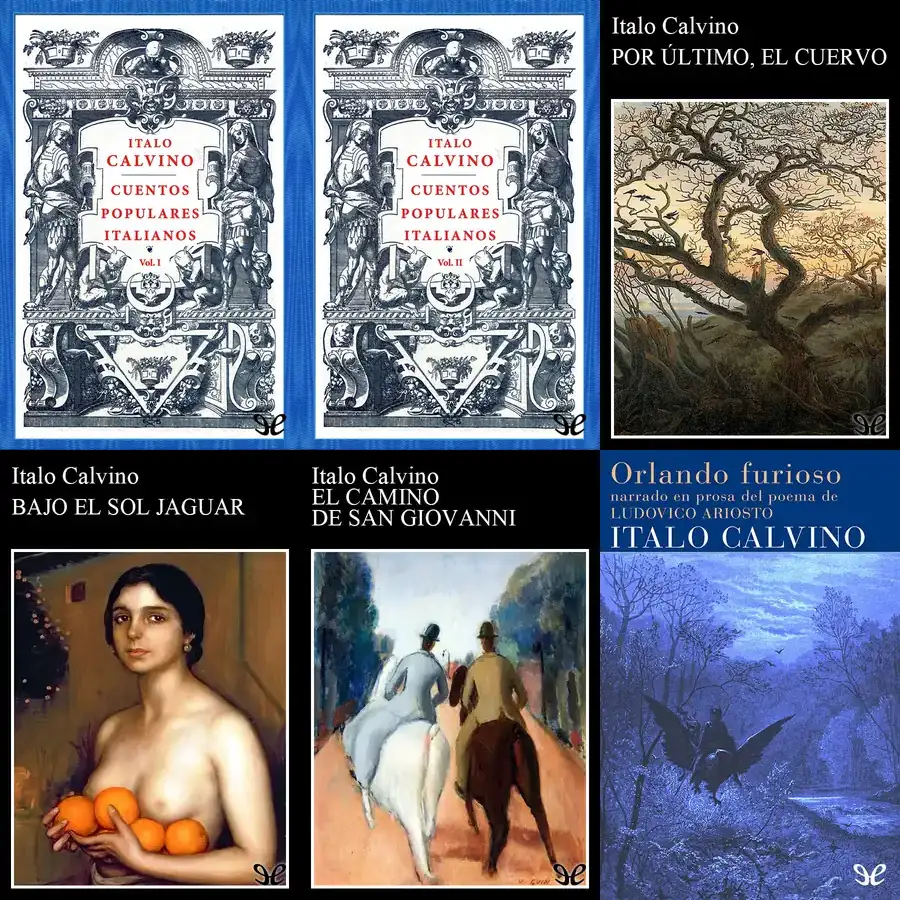 ITALO
CALVINO
CUENTOS
POPULARES
ITALIANOS
Vol. I
ITALO
CALVINO
CUENTOS
POPULARES
ITALIANOS
Vol. II
Italo Calvino
POR ÚLTIMO, EL CUERVO
Italo Calvino
BAJO EL SOL JAGUAR
Italo Calvino
EL CAMINO
DE SAN GIOVANNI
Orlando furioso
narrado en prosa del poema de
LUDOVICO ARIOSTO
ITALO CALVINO